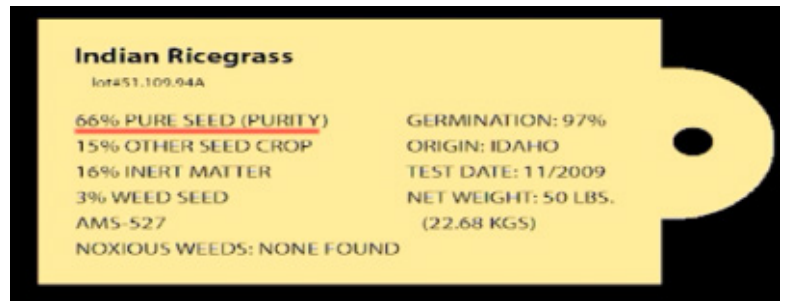 Indian Ricegrass
lot#51.109.94A
66% PURE SEED (PURITY)
15% OTHER SEED CROP
16% INERT MATTER
3% WEED SEED
AMS-527
NOXIOUS WEEDS: NONE FOUND
GERMINATION: 97%
ORIGIN: IDAHO
TEST DATE: 11/2009
NET WEIGHT: 50 LBS.
(22.68 KGS)